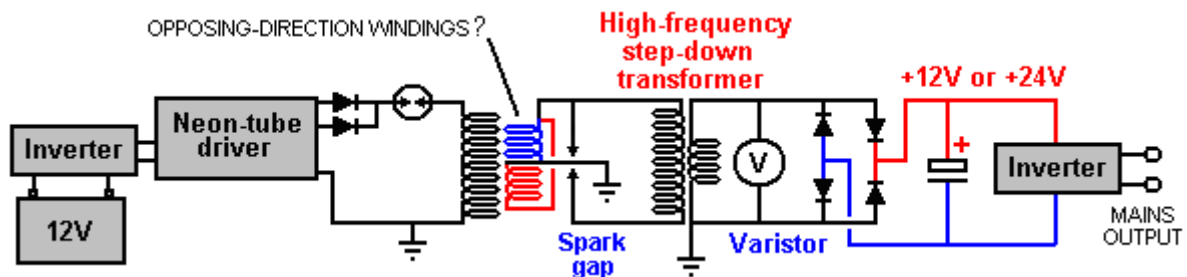 OPPOSING-DIRECTION WINDINGS ?
High-frequency
step-down
transformer
+12V or +24V
Neon-tube
driver
Inverter
12V
V
+
Inverter
MAINS
OUTPUT
Spark
gap
Varistor